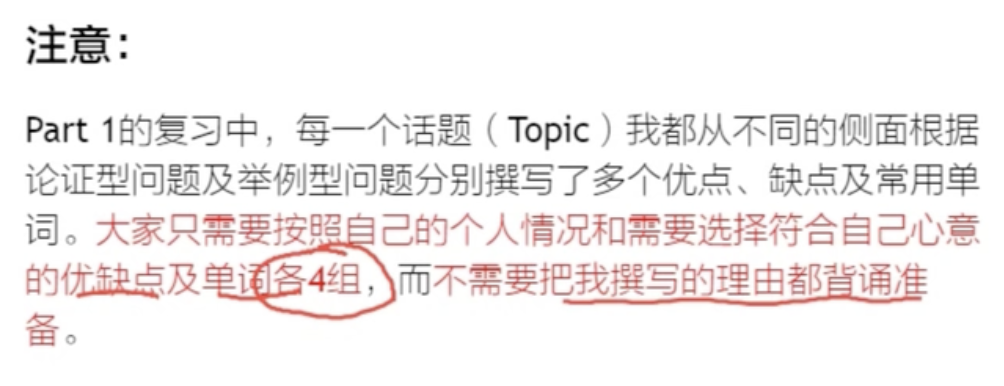 注意：
Part 1的复习中，每一个话题（Topic）我都从不同的侧面根据
论证型问题及举例型问题分别撰写了多个优点、缺点及常用单
词。大家只需要按照自己的个人情况和需要选择符合自己心意
的优缺点及单词各4组，而不需要把我撰写的理由都背诵准
备。